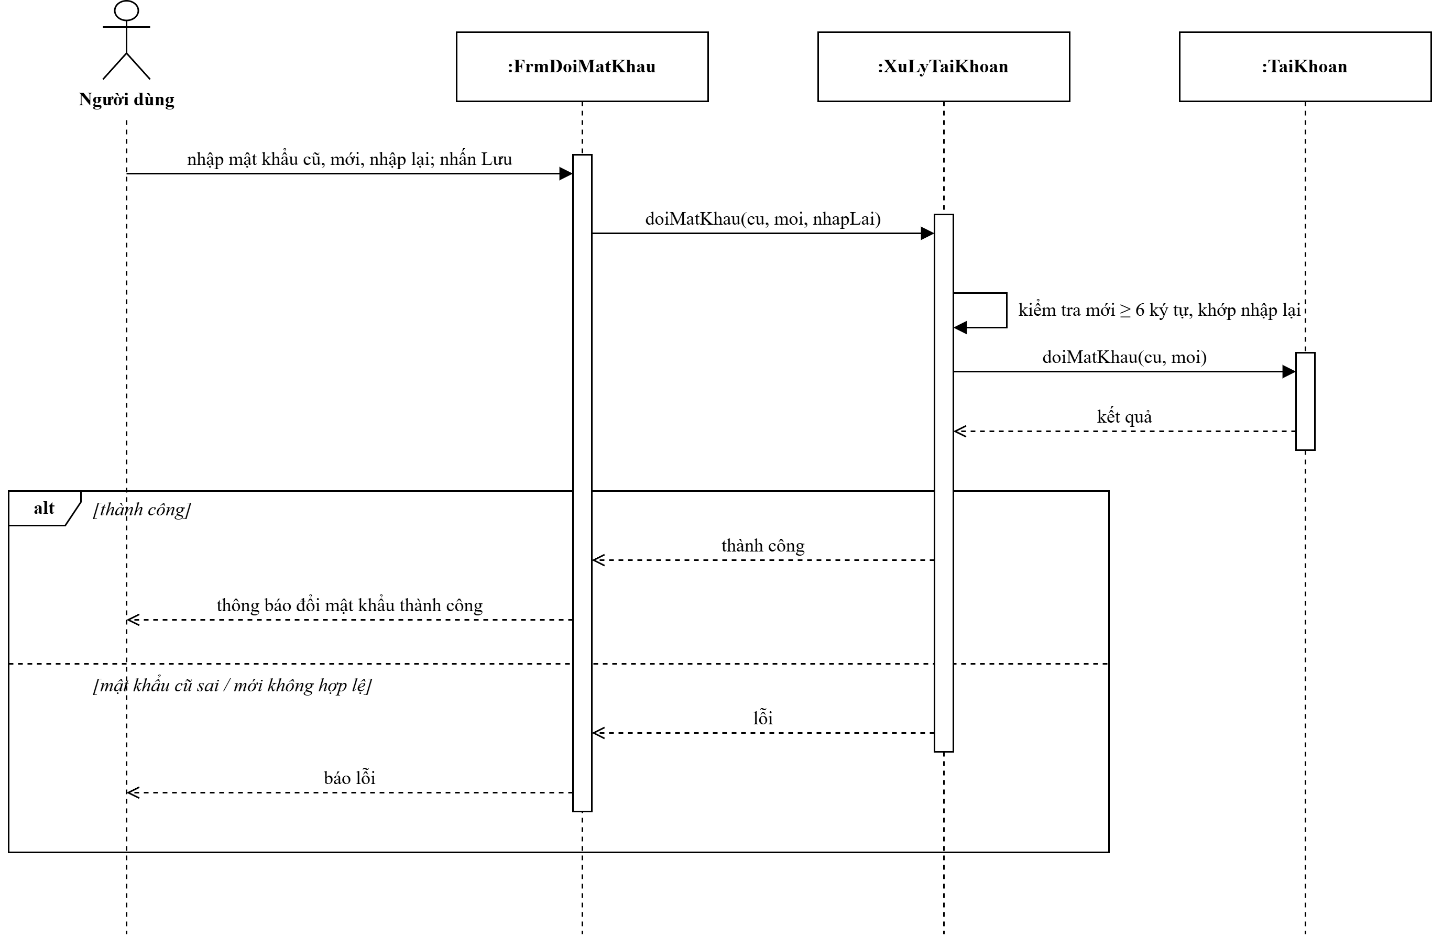 :FrmDoiMatKhau
:XuLyTaiKhoan
:TaiKhoan
Người dùng
nhập mật khẩu cũ, mới, nhập lại; nhấn Lưu
doiMatKhau(cu, moi, nhapLai)
kiểm tra mới ≥ 6 ký tự, khớp nhập lại
doiMatKhau(cu, moi)
kết quả
alt
[thành công]
thành công
thông báo đổi mật khẩu thành công
[mật khẩu cũ sai / mới không hợp lệ]
lỗi
báo lỗi